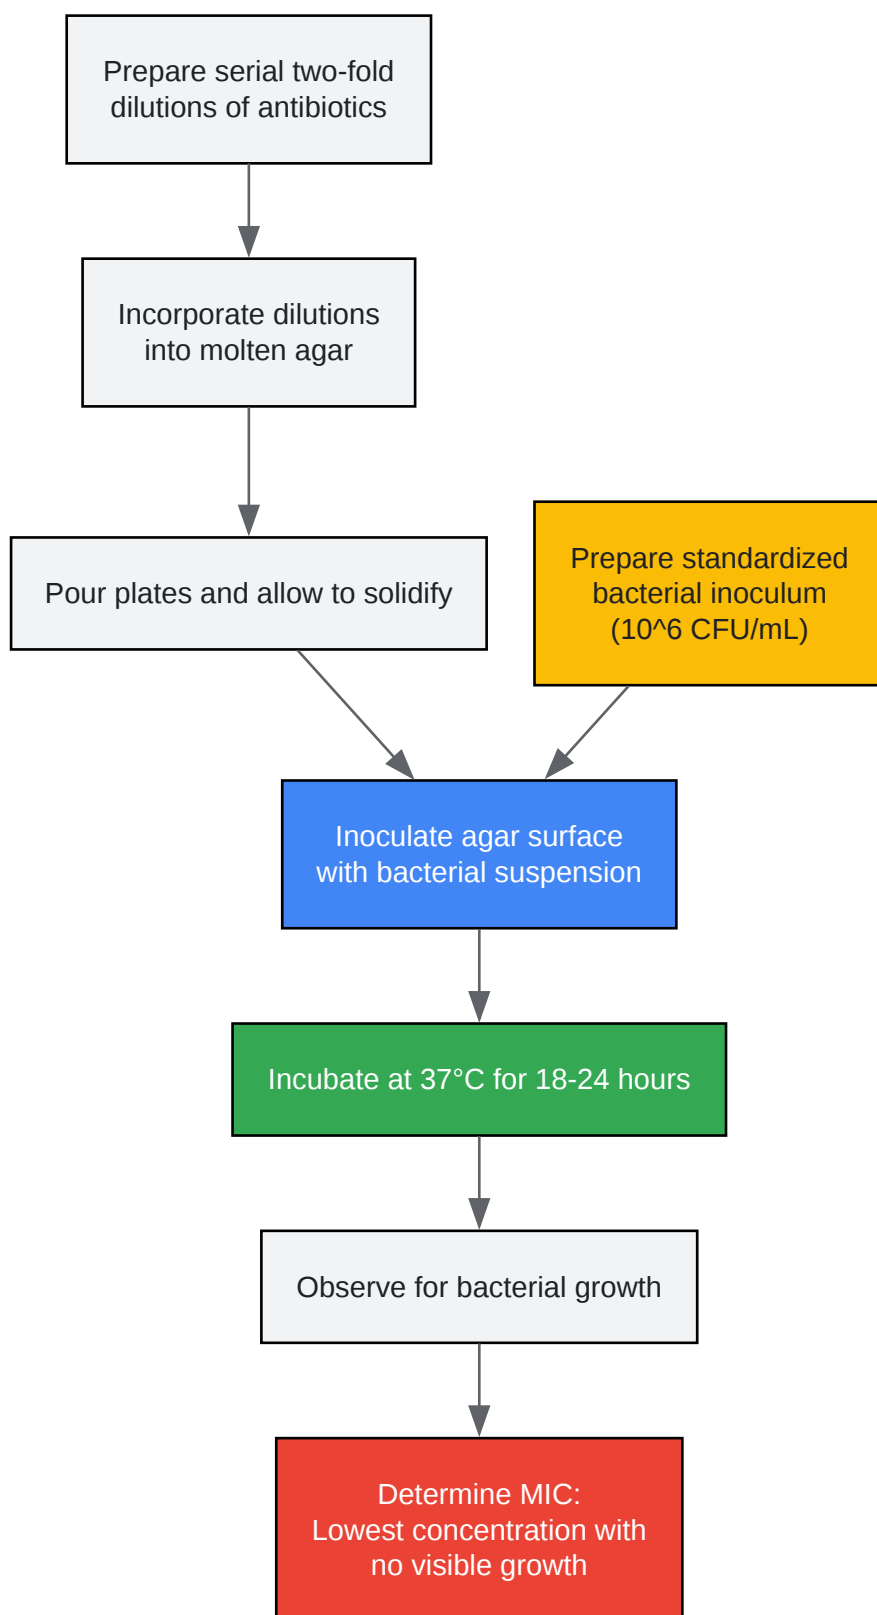 Prepare serial two-fold
dilutions of antibiotics
Incorporate dilutions
into molten agar
Pour plates and allow to solidify
Prepare standardized
bacterial inoculum
(10^6 CFU/mL)
Inoculate agar surface
with bacterial suspension
Incubate at 37°C for 18-24 hours
Observe for bacterial growth
Determine MIC:
Lowest concentration with
no visible growth